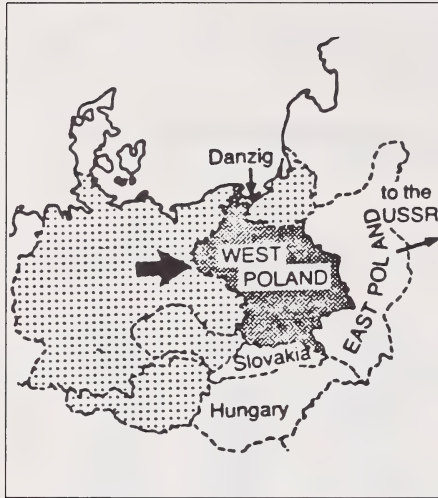 Danzig
to the
USSR
WEST
POLAND
EAST POLAND
Slovakia
Hungary